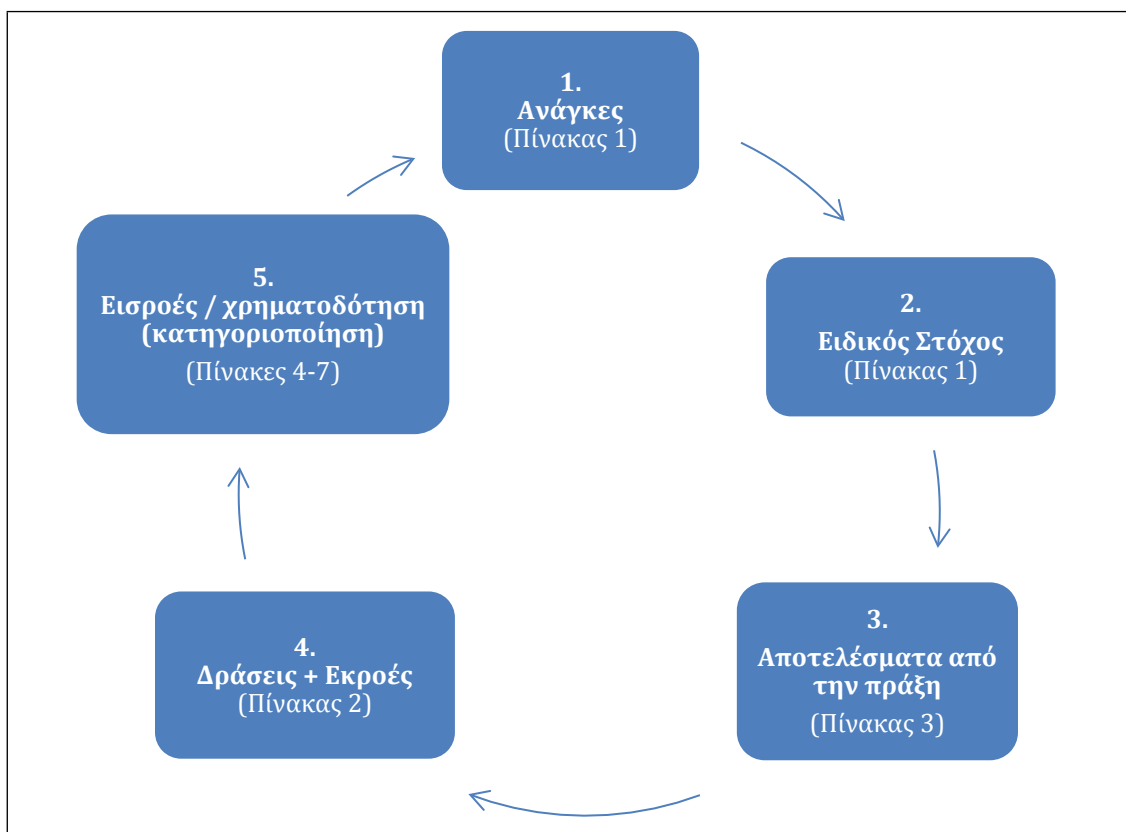 1.
Ανάγκες
(Πίνακας 1)
2.
Ειδικός Στόχος
(Πίνακας 1)
3.
Αποτελέσματα από
την πράξη
(Πίνακας 3)
4.
Δράσεις + Εκροές
(Πίνακας 2)
5.
Εισροές / χρηματοδότηση
(κατηγοριοποίηση)
(Πίνακες 4-7)